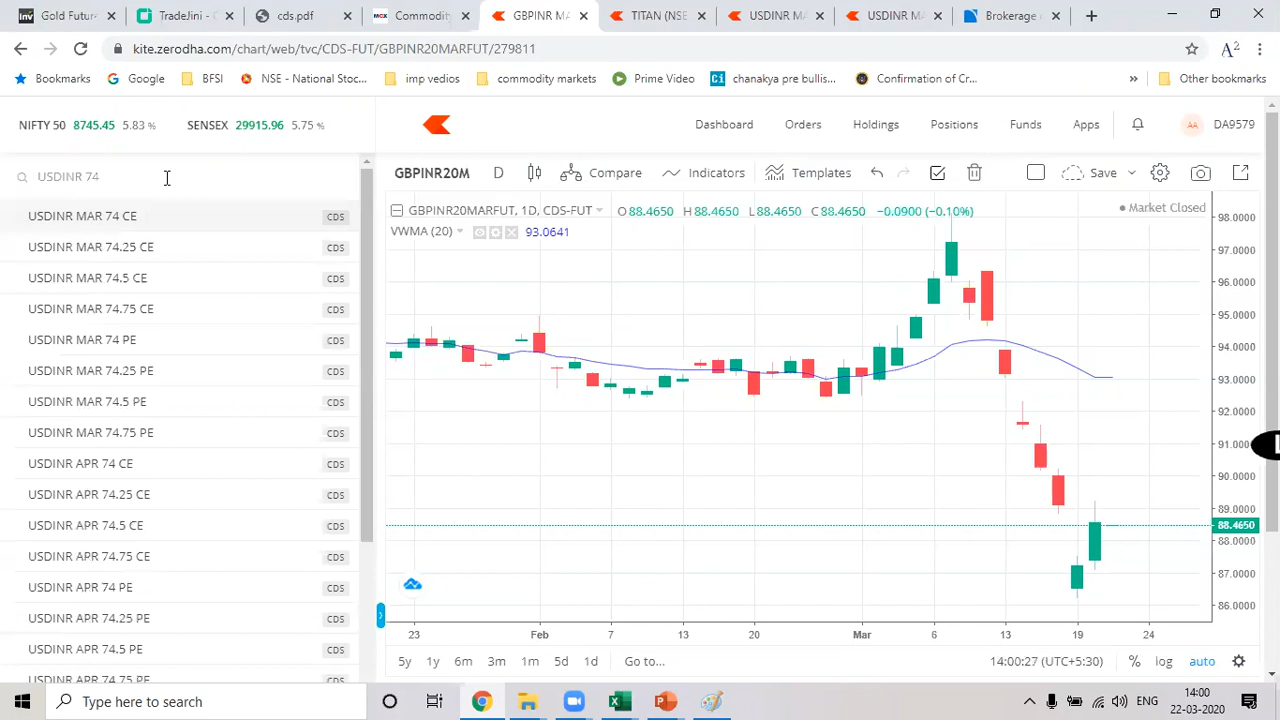 Gold Future
Tradejini - C
cds.pdf
Commodity
GBPINR MA
TITAN (NSE
USDINR M
USDINR MA
Brokerage
kite.zerodha.com/chart/web/tvc/CDS-FUT/GBPINR20MARFUT/279811
Bookmarks
Google
BFSI
NSE - National Stoc...
imp vedios
commodity markets
Prime Video
chanakya pre bullis...
Confirmation of Cr...
»
Other bookmarks
NIFTY 50 8745.45 5.83 %
SENSEX 29915.96 5.75 %
Dashboard Orders Holdings Positions Funds Apps
AA DA9579
USDINR 74
GBPINR20M D Compare Indicators Templates Save
USDINR MAR 74 CE CDS
USDINR MAR 74.25 CE CDS
USDINR MAR 74.5 CE CDS
USDINR MAR 74.75 CE CDS
USDINR MAR 74 PE CDS
USDINR MAR 74.25 PE CDS
USDINR MAR 74.5 PE CDS
USDINR MAR 74.75 PE CDS
USDINR APR 74 CE CDS
USDINR APR 74.25 CE CDS
USDINR APR 74.5 CE CDS
USDINR APR 74.75 CE CDS
USDINR APR 74 PE CDS
USDINR APR 74.25 PE CDS
USDINR APR 74.5 PE CDS
USDINR APR 74.75 PE CDS
GBPINR20MARFUT, 1D, CDS-FUT O88.4650 H88.4650 L88.4650 C88.4650 −0.0900 (−0.10%)
Market Closed
VWMA (20) 93.0641
98.0000
97.0000
96.0000
95.0000
94.0000
93.0000
92.0000
91.0000
90.0000
89.0000
88.4650
88.0000
87.0000
86.0000
23 Feb 7 13 20 Mar 6 13 19 24
5y 1y 6m 3m 1m 5d 1d Go to...
14:00:27 (UTC+5:30) % log auto
Type here to search
ENG
14:00
22-03-2020